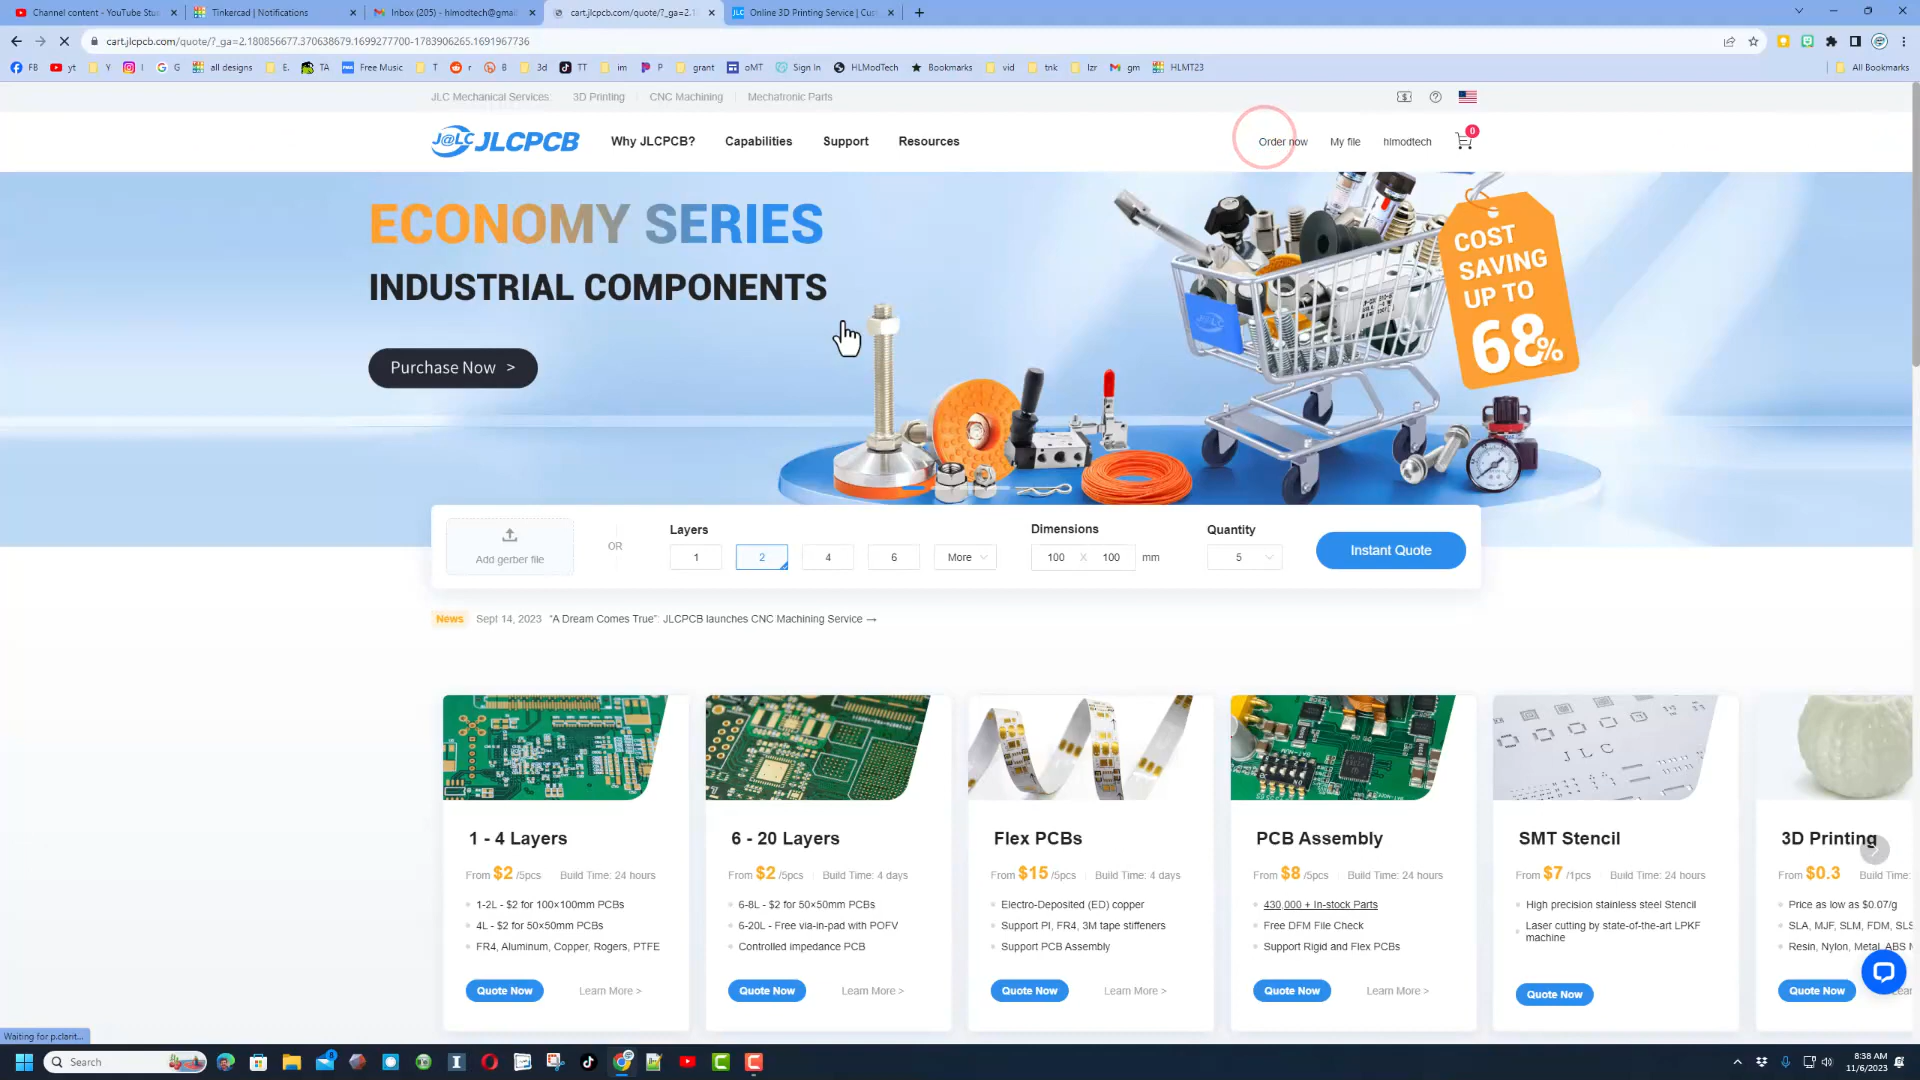 Channel content - YouTube Stu
Tinkercad | Notifications
Inbox (205) - hlmodtech@gmail
cart.jlcpcb.com/quote/?_ga=2.1
Online 3D Printing Service | Cus
cart.jlcpcb.com/quote/?_ga=2.180856677.370638679.1699277700-1783906265.1691967736
FB yt Y I G all designs E. TA Free Music T r B 3d TT im P grant oMT Sign In HLModTech Bookmarks vid tnk lzr gm HLMT23 All Bookmarks
JLC Mechanical Services 3D Printing CNC Machining Mechatronic Parts
J@LC JLCPCB Why JLCPCB? Capabilities Support Resources Order now My file hlmodtech 0
ECONOMY SERIES
INDUSTRIAL COMPONENTS
Purchase Now >
COST
SAVING
UP TO
68%
Layers Dimensions Quantity
Add gerber file OR 1 2 4 6 More 100 X 100 mm 5 Instant Quote
News Sept 14, 2023 "A Dream Comes True": JLCPCB launches CNC Machining Service →
JLC
1 - 4 Layers
From $2 /5pcs Build Time: 24 hours
1-2L - $2 for 100×100mm PCBs
4L - $2 for 50×50mm PCBs
FR4, Aluminum, Copper, Rogers, PTFE
Quote Now Learn More >
6 - 20 Layers
From $2 /5pcs Build Time: 4 days
6-8L - $2 for 50×50mm PCBs
6-20L - Free via-in-pad with POFV
Controlled impedance PCB
Quote Now Learn More >
Flex PCBs
From $15 /5pcs Build Time: 4 days
Electro-Deposited (ED) copper
Support PI, FR4, 3M tape stiffeners
Support PCB Assembly
Quote Now Learn More >
PCB Assembly
From $8 /5pcs Build Time: 24 hours
430,000 + In-stock Parts
Free DFM File Check
Support Rigid and Flex PCBs
Quote Now Learn More >
SMT Stencil
From $7 /1pcs Build Time: 24 hours
High precision stainless steel Stencil
Laser cutting by state-of-the-art LPKF
machine
Quote Now
3D Printing
From $0.3 Build Time:
Price as low as $0.07/g
SLA, MJF, SLM, FDM, SLS
Resin, Nylon, Metal, ABS
Quote Now
Waiting for p.clarit...
Search
8:38 AM
11/6/2023